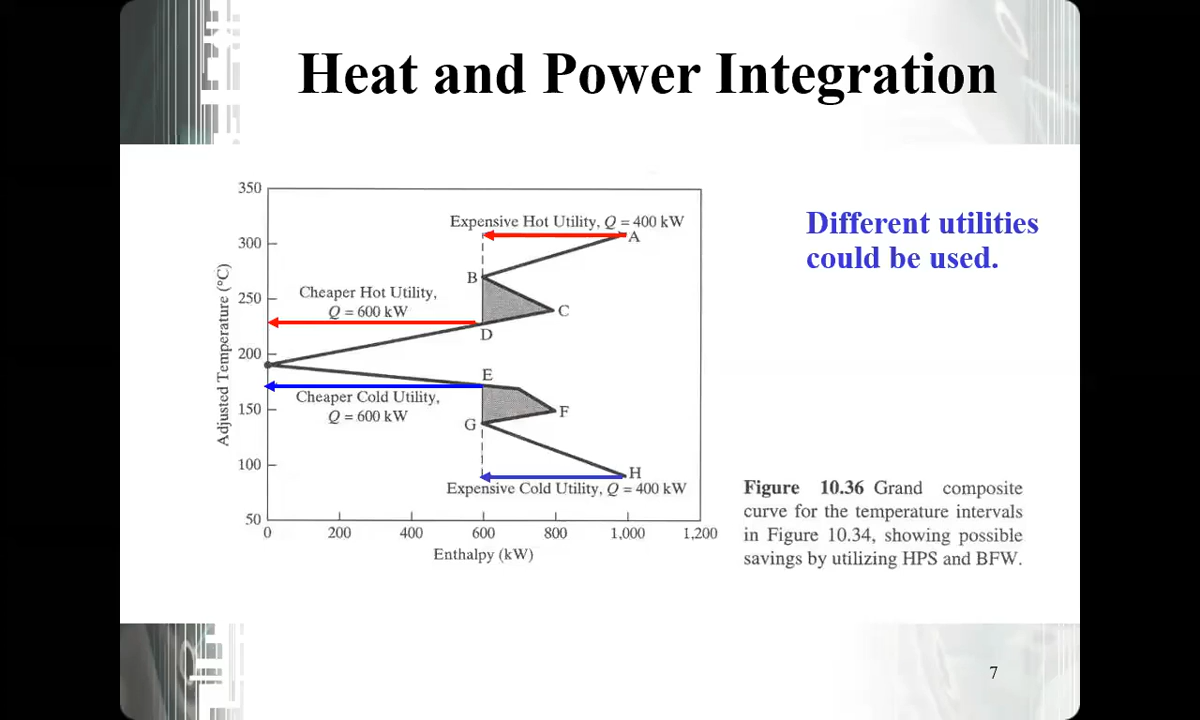 Heat and Power Integration
350
300
250
200
150
100
50
0
200
400
600
800
1,000
1,200
Adjusted Temperature (°C)
Enthalpy (kW)
Expensive Hot Utility, Q = 400 kW
A
B
Cheaper Hot Utility,
Q = 600 kW
C
D
E
Cheaper Cold Utility,
Q = 600 kW
F
G
H
Expensive Cold Utility, Q = 400 kW
Different utilities
could be used.
Figure 10.36 Grand composite
curve for the temperature intervals
in Figure 10.34, showing possible
savings by utilizing HPS and BFW.
7